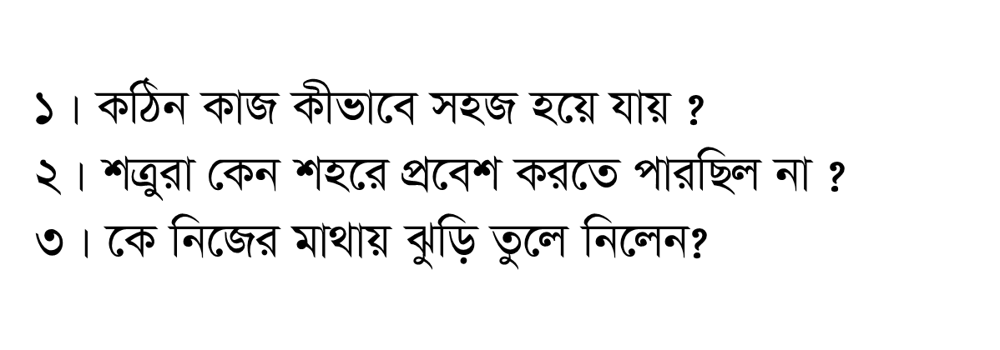 ১। কঠিন কাজ কীভাবে সহজ হয়ে যায় ?
২। শত্রুরা কেন শহরে প্রবেশ করতে পারছিল না ?
৩। কে নিজের মাথায় ঝুড়ি তুলে নিলেন?